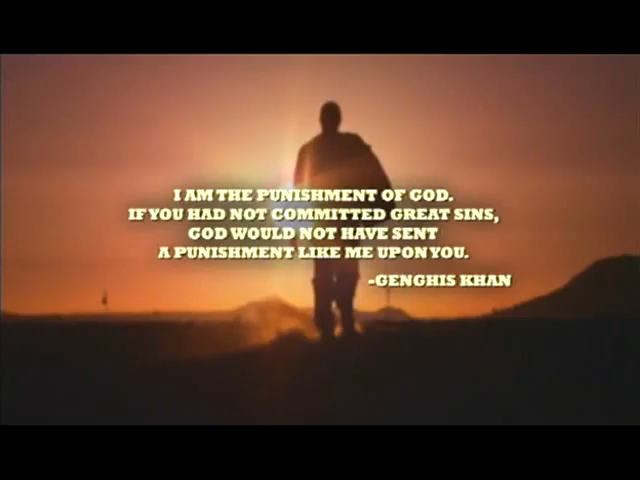 I AM THE PUNISHMENT OF GOD.
IF YOU HAD NOT COMMITTED GREAT SINS,
GOD WOULD NOT HAVE SENT
A PUNISHMENT LIKE ME UPON YOU.
-GENGHIS KHAN